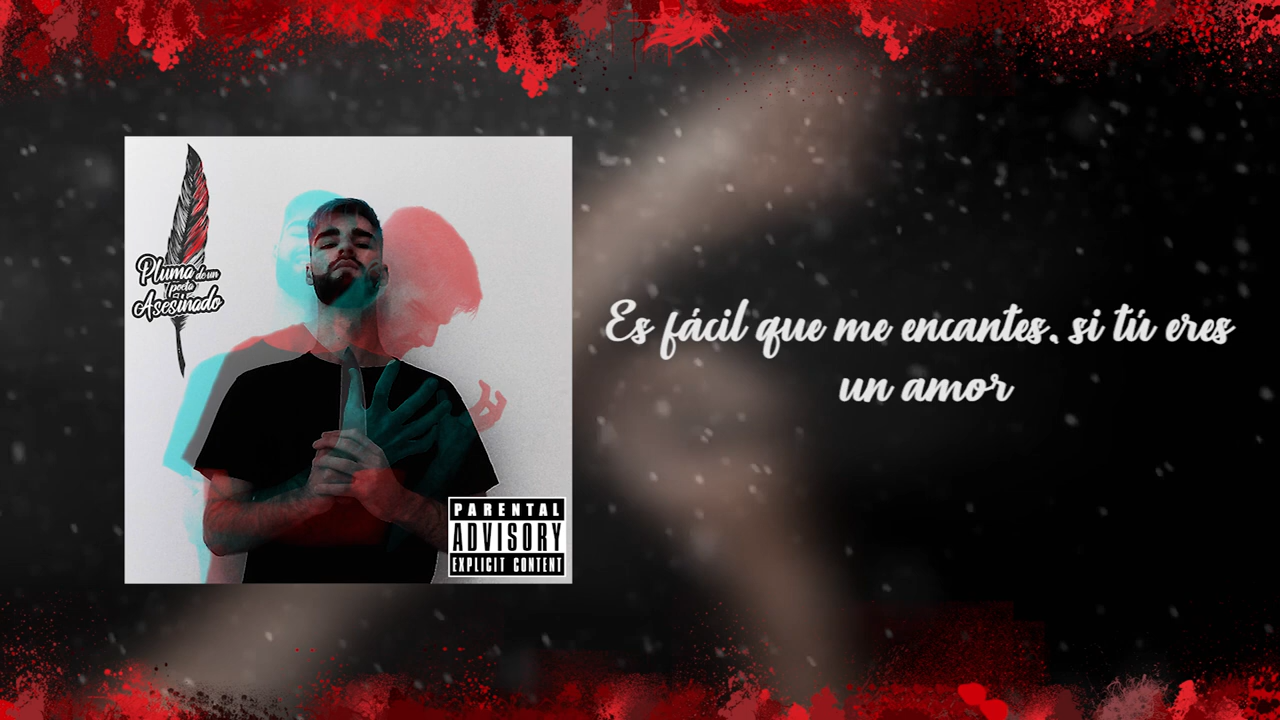 Pluma de un
poeta
Asesinado
PARENTAL
ADVISORY
EXPLICIT CONTENT
Es fácil que me encantes, si tú eres
un amor